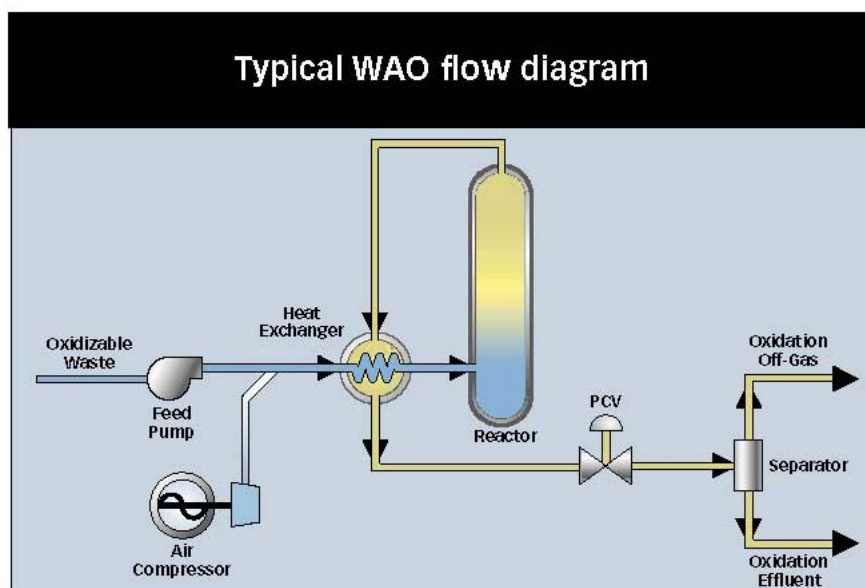 Typical WAO flow diagram
Heat
Exchanger
Oxidizable
Waste
Feed
Pump
Air
Compressor
Reactor
PCV
Oxidation
Off-Gas
Separator
Oxidation
Effluent